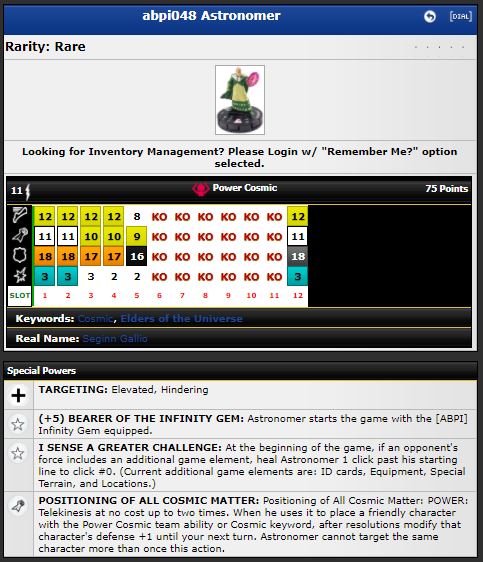 abpi048 Astronomer
[DIAL]
Rarity: Rare
Looking for Inventory Management? Please Login w/ "Remember Me?" option
selected.
11 Power Cosmic 75 Points
12 12 12 12 8 KO KO KO KO KO KO 12
11 11 10 10 9 KO KO KO KO KO KO 11
18 18 17 17 16 KO KO KO KO KO KO 18
3 3 3 2 2 KO KO KO KO KO KO 3
SLOT 1 2 3 4 5 6 7 8 9 10 11 12
Keywords: Cosmic, Elders of the Universe
Real Name: Seginn Gallio
Special Powers
TARGETING: Elevated, Hindering
(+5) BEARER OF THE INFINITY GEM: Astronomer starts the game with the [ABPI]
Infinity Gem equipped.
I SENSE A GREATER CHALLENGE: At the beginning of the game, if an opponent's
force includes an additional game element, heal Astronomer 1 click past his starting
line to click #0. (Current additional game elements are: ID cards, Equipment, Special
Terrain, and Locations.)
POSITIONING OF ALL COSMIC MATTER: Positioning of All Cosmic Matter: POWER:
Telekinesis at no cost up to two times. When he uses it to place a friendly character
with the Power Cosmic team ability or Cosmic keyword, after resolutions modify that
character's defense +1 until your next turn. Astronomer cannot target the same
character more than once this action.